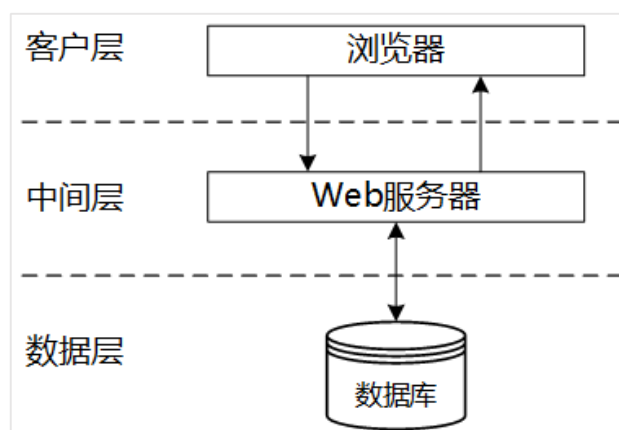 客户层
浏览器
中间层
Web服务器
数据层
数据库